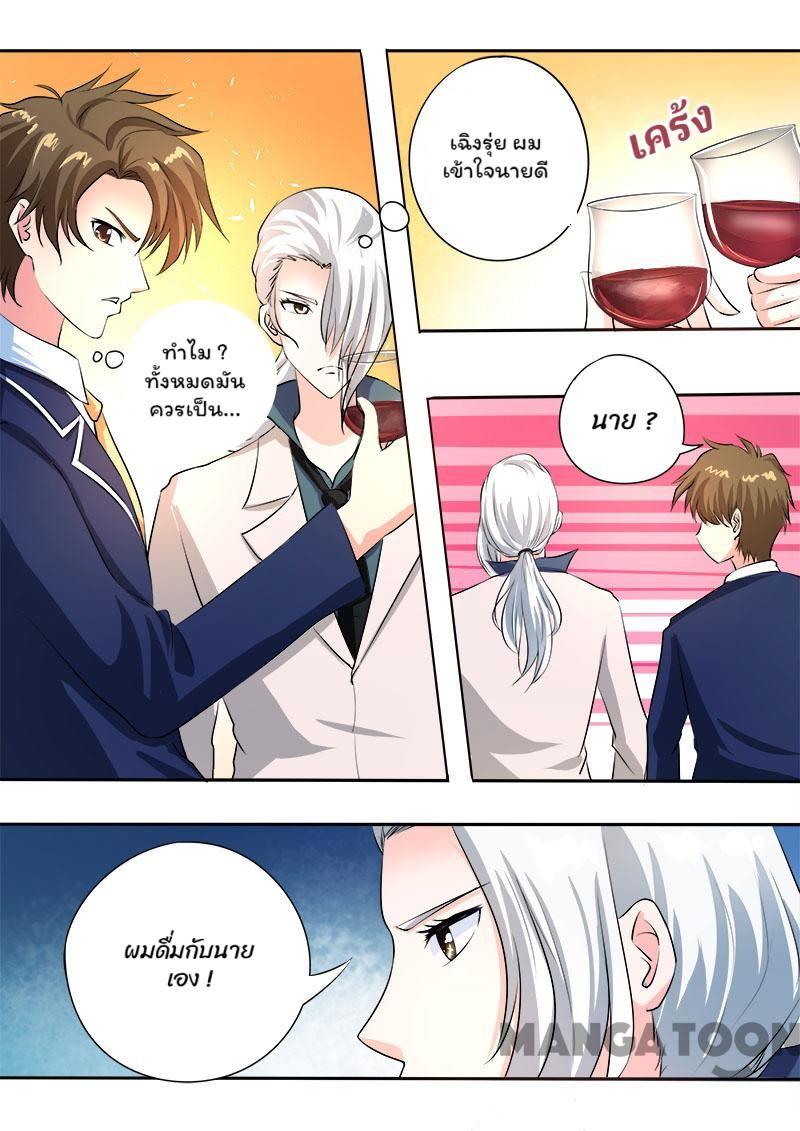 ทำไม ?
ทั้งหมดมัน
ควรเป็น...
เฉิงรุ่ย ผม
เข้าใจนายดี
เคร้ง
นาย ?
ผมดื่มกับนาย
เอง !
MANGA TOON